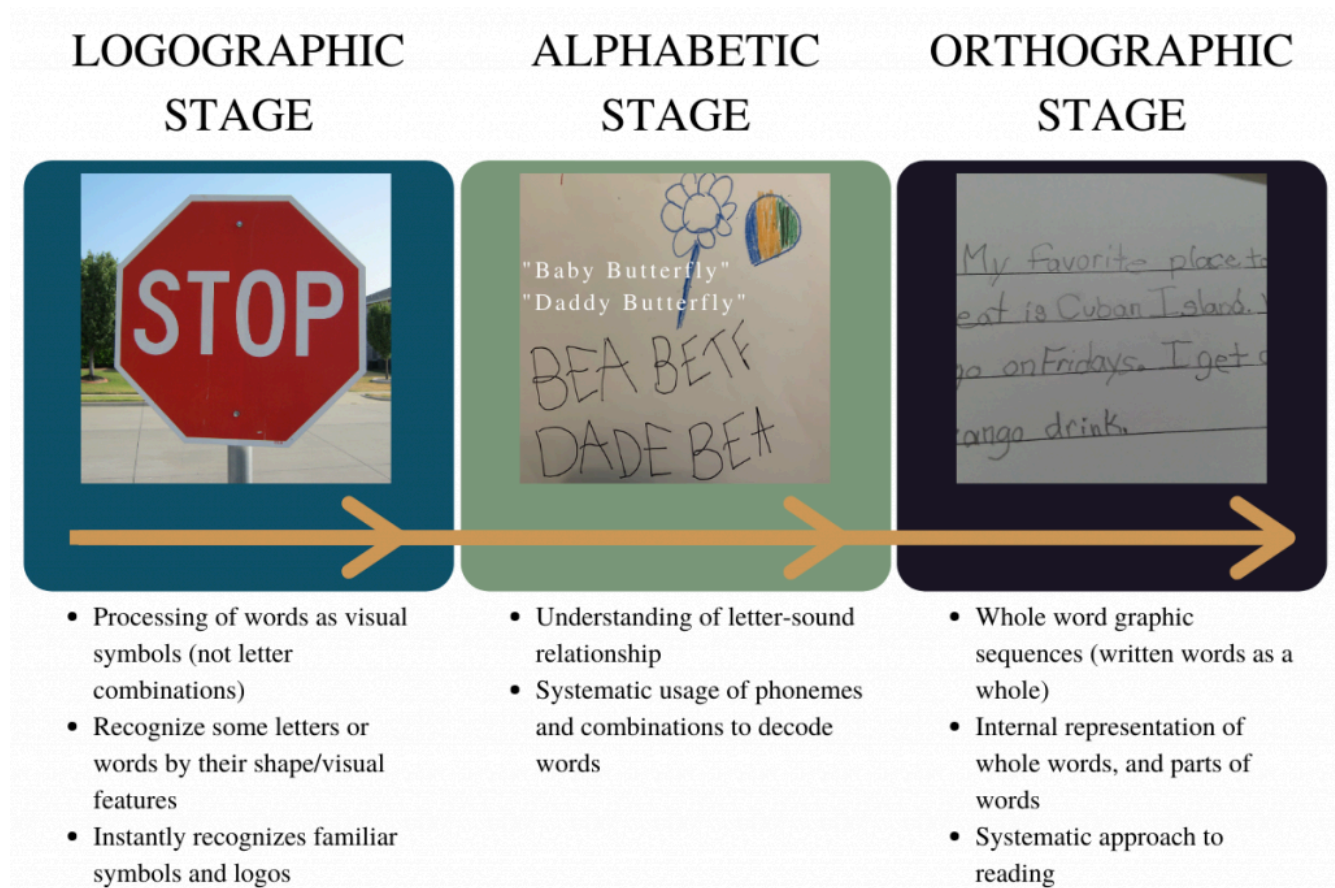 LOGOGRAPHIC
STAGE
STOP
Processing of words as visual
symbols (not letter
combinations)
Recognize some letters or
words by their shape/visual
features
Instantly recognizes familiar
symbols and logos
ALPHABETIC
STAGE
"Baby Butterfly"
"Daddy Butterfly"
BEA BETF
DADE BEA
Understanding of letter-sound
relationship
Systematic usage of phonemes
and combinations to decode
words
ORTHOGRAPHIC
STAGE
My favorite place to
eat is Cuban Island.
go on Fridays. I get
ango drink.
Whole word graphic
sequences (written words as a
whole)
Internal representation of
whole words, and parts of
words
Systematic approach to
reading